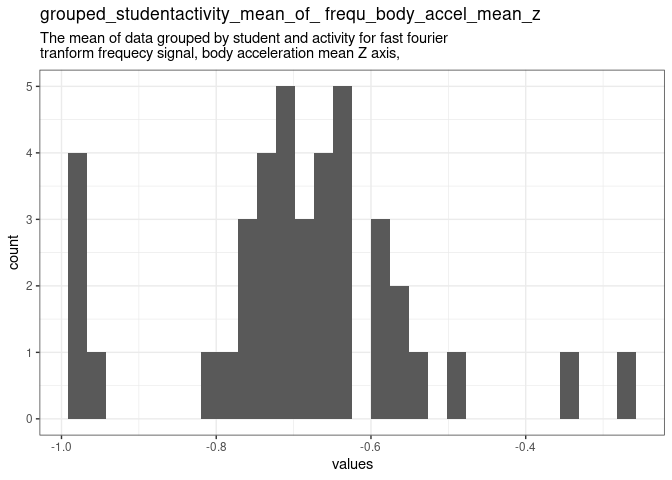 grouped_studentactivity_mean_of_ frequ_body_accel_mean_z
The mean of data grouped by student and activity for fast fourier
tranform frequecy signal, body acceleration mean Z axis,
5
4
3
2
1
0
count
-1.0 -0.8 -0.6 -0.4
values